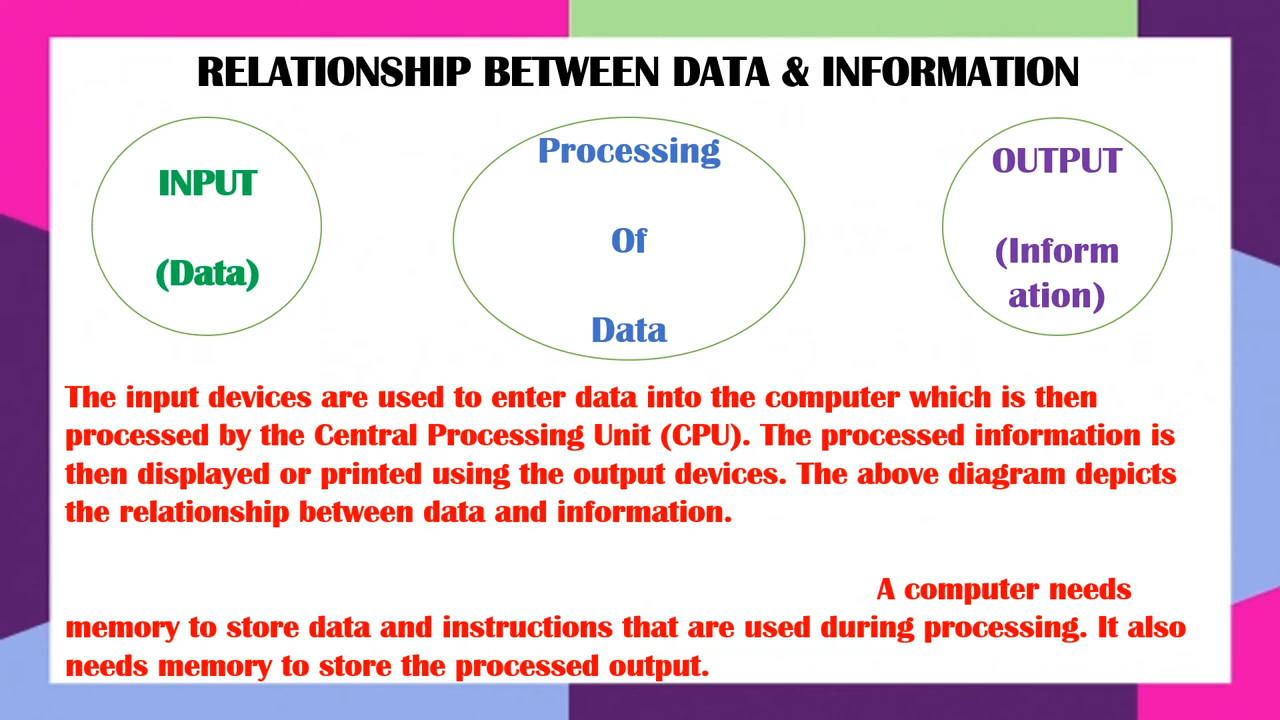 RELATIONSHIP BETWEEN DATA & INFORMATION
INPUT
(Data)
Processing
Of
Data
OUTPUT
(Inform
ation)
The input devices are used to enter data into the computer which is then
processed by the Central Processing Unit (CPU). The processed information is
then displayed or printed using the output devices. The above diagram depicts
the relationship between data and information.
A computer needs
memory to store data and instructions that are used during processing. It also
needs memory to store the processed output.